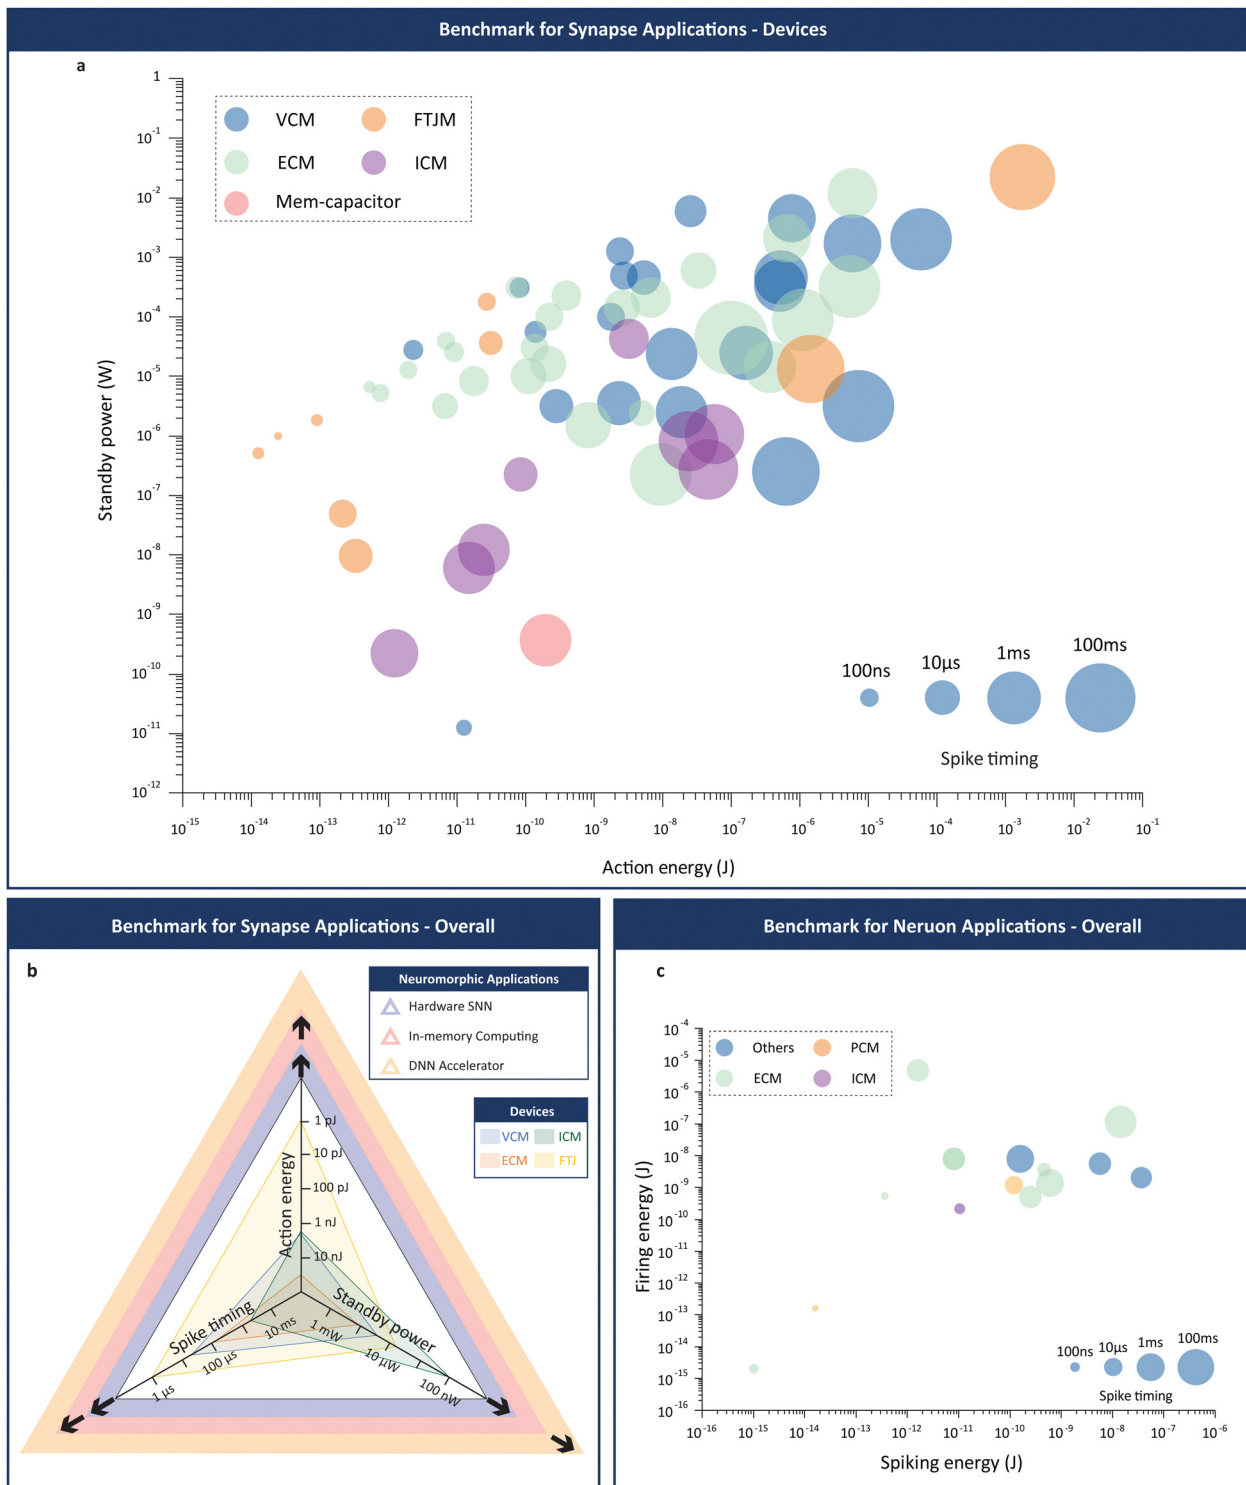 Benchmark for Synapse Applications - Devices
a
Standby power (W)
1
10-1
10-2
10-3
10-4
10-5
10-6
10-7
10-8
10-9
10-10
10-11
10-12
VCM FTJM
ECM ICM
Mem-capacitor
100ns 10µs 1ms 100ms
Spike timing
10-15 10-14 10-13 10-12 10-11 10-10 10-9 10-8 10-7 10-6 10-5 10-4 10-3 10-2 10-1
Action energy (J)
Benchmark for Synapse Applications - Overall
b
Neuromorphic Applications
Hardware SNN
In-memory Computing
DNN Accelerator
Devices
VCM ICM
ECM FTJ
Action energy
1 pJ
10 pJ
100 pJ
1 nJ
10 nJ
Spike timing
10 ms
100 µs
1 µs
Standby power
1 mW
10 µW
100 nW
Benchmark for Neruon Applications - Overall
c
Firing energy (J)
10-4
10-5
10-6
10-7
10-8
10-9
10-10
10-11
10-12
10-13
10-14
10-15
10-16
Others PCM
ECM ICM
100ns 10µs 1ms 100ms
Spike timing
10-16 10-15 10-14 10-13 10-12 10-11 10-10 10-9 10-8 10-7 10-6
Spiking energy (J)